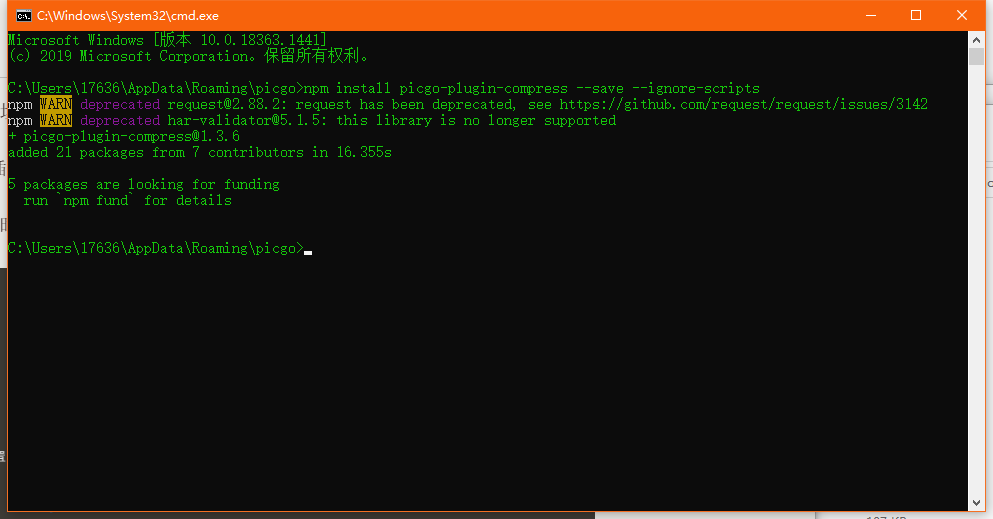 C:\Windows\System32\cmd.exe
Microsoft Windows [版本 10.0.18363.1441]
(c) 2019 Microsoft Corporation。保留所有权利。
C:\Users\17636\AppData\Roaming\picgo>npm install picgo-plugin-compress --save --ignore-scripts
npm WARN deprecated request@2.88.2: request has been deprecated, see https://github.com/request/request/issues/3142
npm WARN deprecated har-validator@5.1.5: this library is no longer supported
+ picgo-plugin-compress@1.3.6
added 21 packages from 7 contributors in 16.355s
5 packages are looking for funding
run `npm fund` for details
C:\Users\17636\AppData\Roaming\picgo>